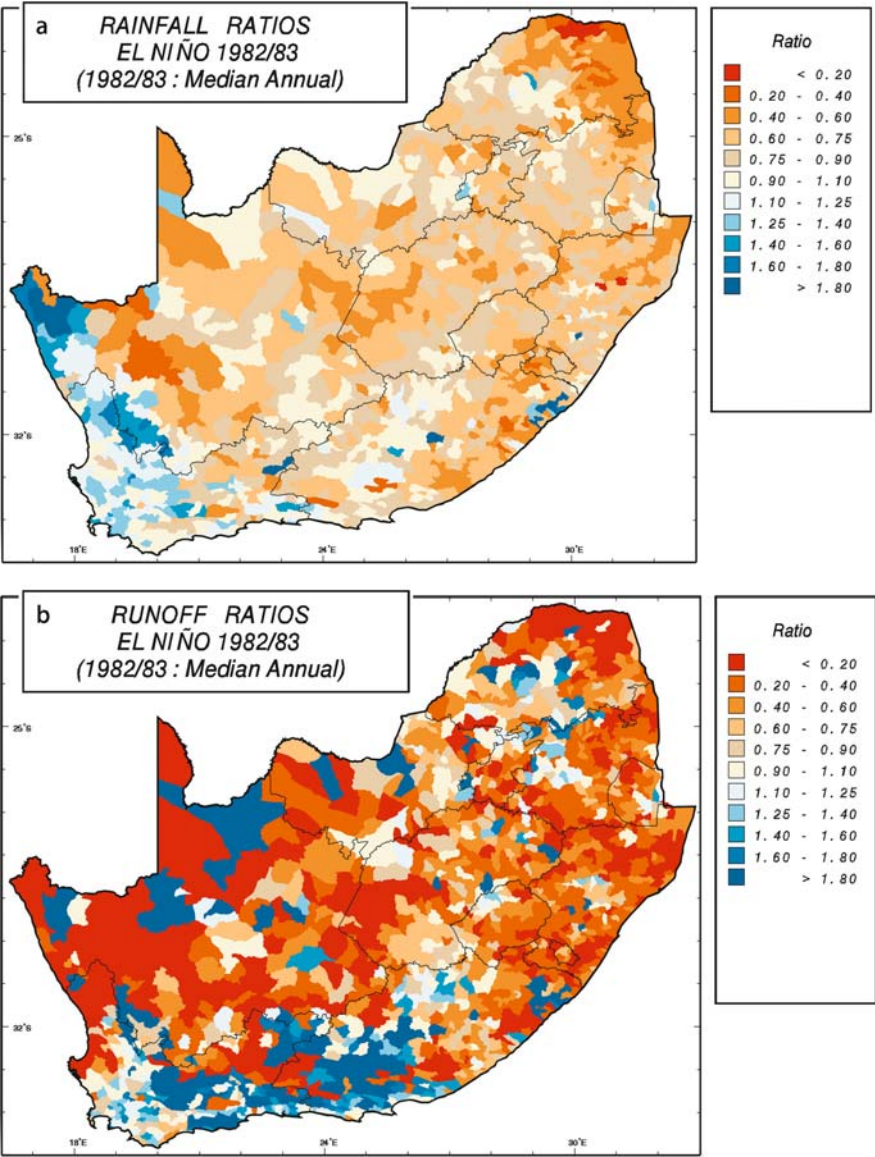 a
RAINFALL RATIOS
EL NIÑO 1982/83
(1982/83 : Median Annual)
Ratio
< 0.20
0.20 - 0.40
0.40 - 0.60
0.60 - 0.75
0.75 - 0.90
0.90 - 1.10
1.10 - 1.25
1.25 - 1.40
1.40 - 1.60
1.60 - 1.80
> 1.80
25°S
32°S
18°E
24°E
30°E
b
RUNOFF RATIOS
EL NIÑO 1982/83
(1982/83 : Median Annual)
Ratio
< 0.20
0.20 - 0.40
0.40 - 0.60
0.60 - 0.75
0.75 - 0.90
0.90 - 1.10
1.10 - 1.25
1.25 - 1.40
1.40 - 1.60
1.60 - 1.80
> 1.80
25°S
32°S
18°E
24°E
30°E